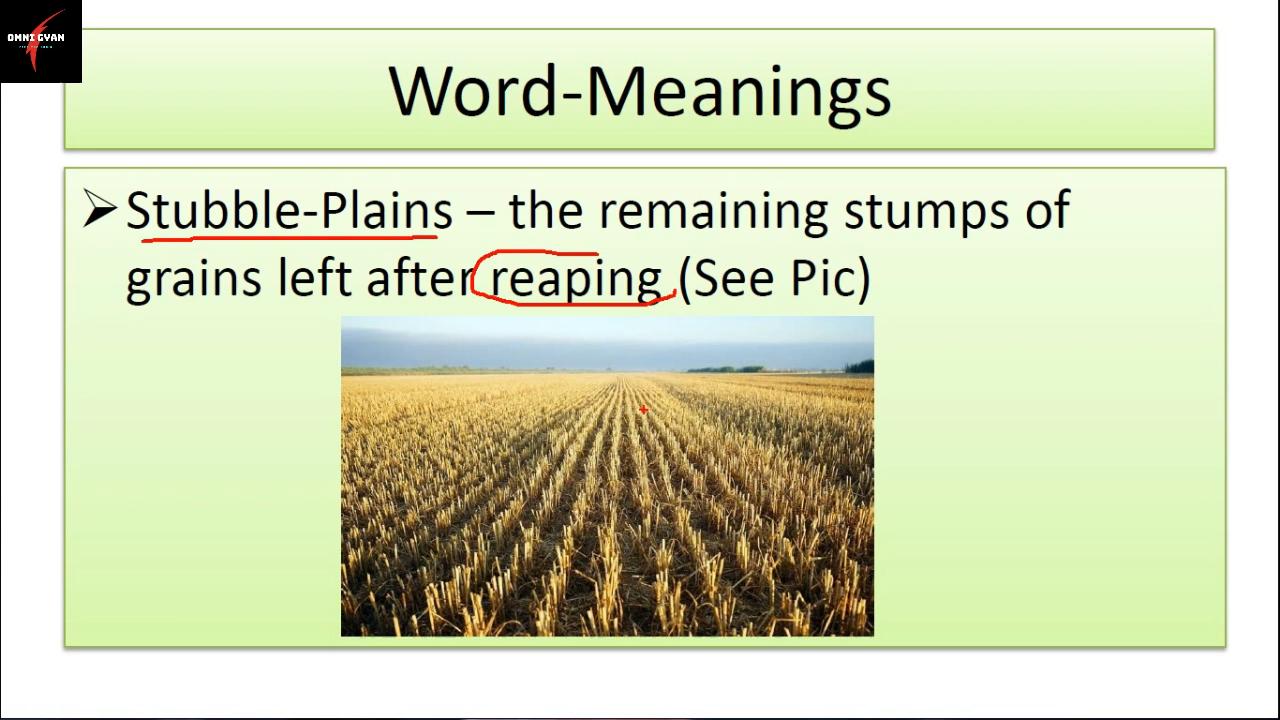 OMNI GYAN
Word-Meanings
➢ Stubble-Plains – the remaining stumps of
grains left after reaping (See Pic)